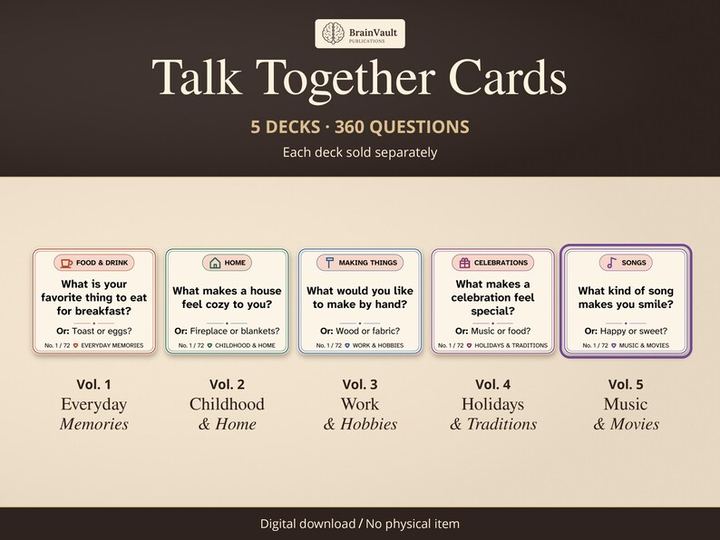 BrainVault
PUBLICATIONS
Talk Together Cards
5 DECKS · 360 QUESTIONS
Each deck sold separately
FOOD & DRINK
What is your
favorite thing to eat
for breakfast?
Or: Toast or eggs?
No. 1 / 72 EVERYDAY MEMORIES
HOME
What makes a house
feel cozy to you?
Or: Fireplace or blankets?
No. 1 / 72 CHILDHOOD & HOME
MAKING THINGS
What would you like
to make by hand?
Or: Wood or fabric?
No. 1 / 72 WORK & HOBBIES
CELEBRATIONS
What makes a
celebration feel
special?
Or: Music or food?
No. 1 / 72 HOLIDAYS & TRADITIONS
SONGS
What kind of song
makes you smile?
Or: Happy or sweet?
No. 1 / 72 MUSIC & MOVIES
Vol. 1
Everyday
Memories
Vol. 2
Childhood
& Home
Vol. 3
Work
& Hobbies
Vol. 4
Holidays
& Traditions
Vol. 5
Music
& Movies
Digital download / No physical item